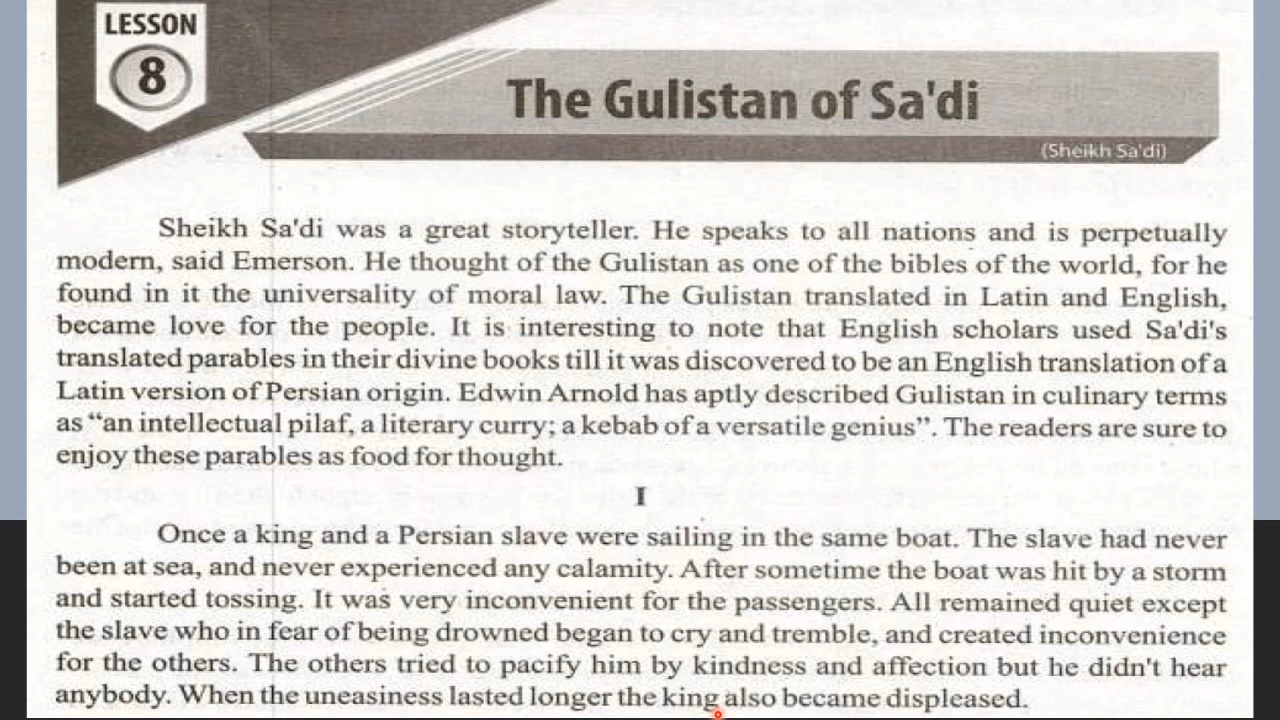 LESSON
8
The Gulistan of Sa'di
(Sheikh Sa'di)
Sheikh Sa'di was a great storyteller. He speaks to all nations and is perpetually
modern, said Emerson. He thought of the Gulistan as one of the bibles of the world, for he
found in it the universality of moral law. The Gulistan translated in Latin and English,
became love for the people. It is interesting to note that English scholars used Sa'di's
translated parables in their divine books till it was discovered to be an English translation of a
Latin version of Persian origin. Edwin Arnold has aptly described Gulistan in culinary terms
as “an intellectual pilaf, a literary curry; a kebab of a versatile genius”. The readers are sure to
enjoy these parables as food for thought.
I
Once a king and a Persian slave were sailing in the same boat. The slave had never
been at sea, and never experienced any calamity. After sometime the boat was hit by a storm
and started tossing. It was very inconvenient for the passengers. All remained quiet except
the slave who in fear of being drowned began to cry and tremble, and created inconvenience
for the others. The others tried to pacify him by kindness and affection but he didn't hear
anybody. When the uneasiness lasted longer the king also became displeased.